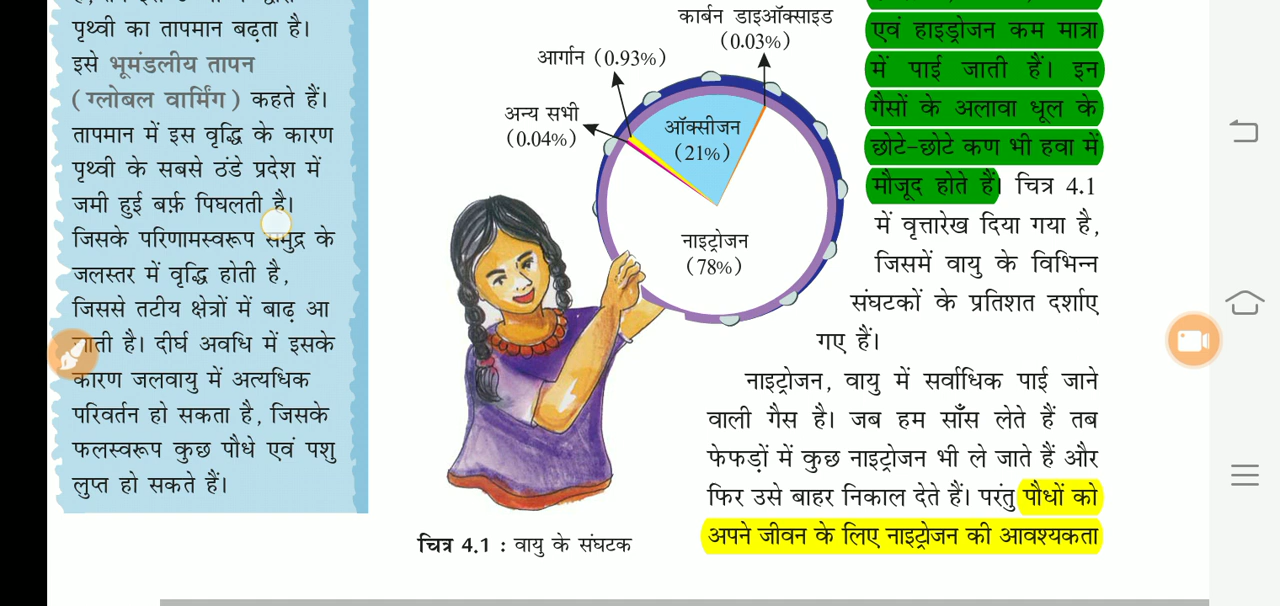 पृथ्वी का तापमान बढ़ता है।
इसे भूमंडलीय तापन
(ग्लोबल वार्मिंग) कहते हैं।
तापमान में इस वृद्धि के कारण
पृथ्वी के सबसे ठंडे प्रदेश में
जमी हुई बर्फ़ पिघलती है।
जिसके परिणामस्वरूप समुद्र के
जलस्तर में वृद्धि होती है,
जिससे तटीय क्षेत्रों में बाढ़ आ
जाती है। दीर्घ अवधि में इसके
कारण जलवायु में अत्यधिक
परिवर्तन हो सकता है, जिसके
फलस्वरूप कुछ पौधे एवं पशु
लुप्त हो सकते हैं।
कार्बन डाइऑक्साइड
(0.03%)
आर्गान (0.93%)
अन्य सभी
(0.04%)
ऑक्सीजन
(21%)
नाइट्रोजन
(78%)
चित्र 4.1 : वायु के संघटक
एवं हाइड्रोजन कम मात्रा
में पाई जाती हैं। इन
गैसों के अलावा धूल के
छोटे-छोटे कण भी हवा में
मौजूद होते हैं। चित्र 4.1
में वृत्तारेख दिया गया है,
जिसमें वायु के विभिन्न
संघटकों के प्रतिशत दर्शाए
गए हैं।
नाइट्रोजन, वायु में सर्वाधिक पाई जाने
वाली गैस है। जब हम साँस लेते हैं तब
फेफड़ों में कुछ नाइट्रोजन भी ले जाते हैं और
फिर उसे बाहर निकाल देते हैं। परंतु पौधों को
अपने जीवन के लिए नाइट्रोजन की आवश्यकता